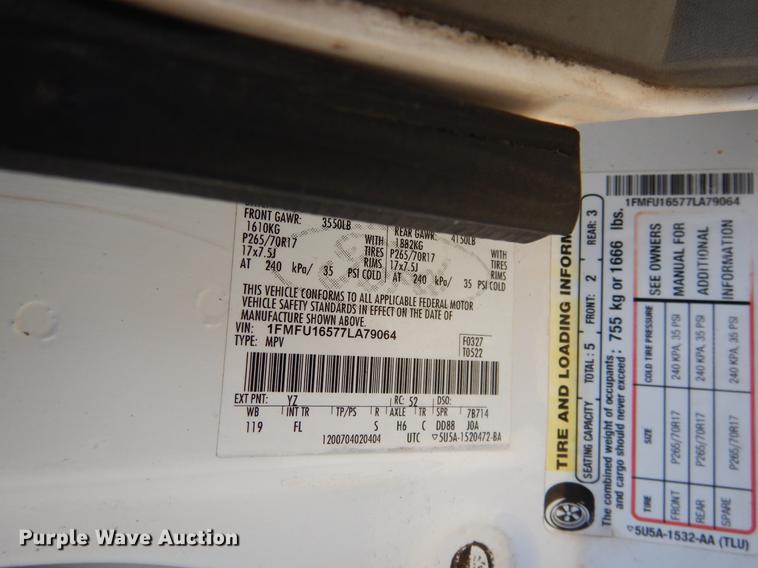 FRONT GAWR: 3550LB
1610KG
P265/70R17 WITH
17x7.5J TIRES
RIMS
AT 240 kPa/ 35 PSI COLD
REAR GAWR: 4150LB
1882KG WITH
P265/70R17 TIRES
17x7.5J RIMS
AT 240 kPa/ 35 PSI COLD
THIS VEHICLE CONFORMS TO ALL APPLICABLE FEDERAL MOTOR
VEHICLE SAFETY STANDARDS IN EFFECT ON THE DATE OF
MANUFACTURE SHOWN ABOVE.
VIN: 1FMFU16577LA79064
TYPE: MPV
F0327
T0522
EXT PNT: YZ RC: 52 DSO:
WB INT TR TP/PS R AXLE TR SPR 7B714
119 FL S H6 C DD88 JOA
1200704020404 UTC ▽5U5A-1520472-BA
1FMFU16577LA79064
TIRE AND LOADING INFORM
SEATING CAPACITY TOTAL: 5 FRONT: 2 REAR: 3
The combined weight of occupants
and cargo should never exceed: 755 kg or 1666 lbs.
TIRE SIZE COLD TIRE PRESSURE
FRONT P265/70R17 240 KPA, 35 PSI
REAR P265/70R17 240 KPA, 35 PSI
SPARE P265/70R17 240 KPA, 35 PSI
SEE OWNERS
MANUAL FOR
ADDITIONAL
INFORMATION
▽5U5A-1532-AA (TLU)
Purple Wave Auction